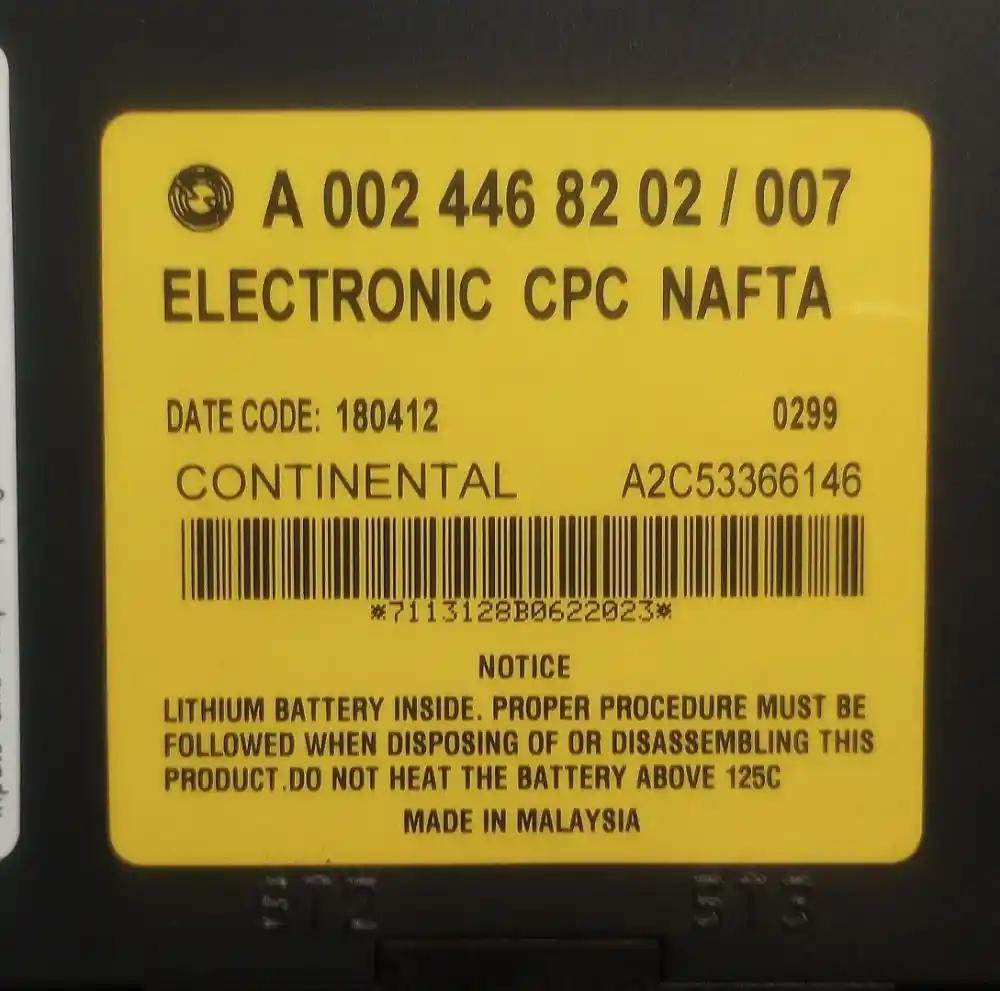 A 002 446 82 02 / 007
ELECTRONIC CPC NAFTA
DATE CODE: 180412 0299
CONTINENTAL A2C53366146
*7113128B0622023*
NOTICE
LITHIUM BATTERY INSIDE. PROPER PROCEDURE MUST BE
FOLLOWED WHEN DISPOSING OF OR DISASSEMBLING THIS
PRODUCT.DO NOT HEAT THE BATTERY ABOVE 125C
MADE IN MALAYSIA
ST2 ST3